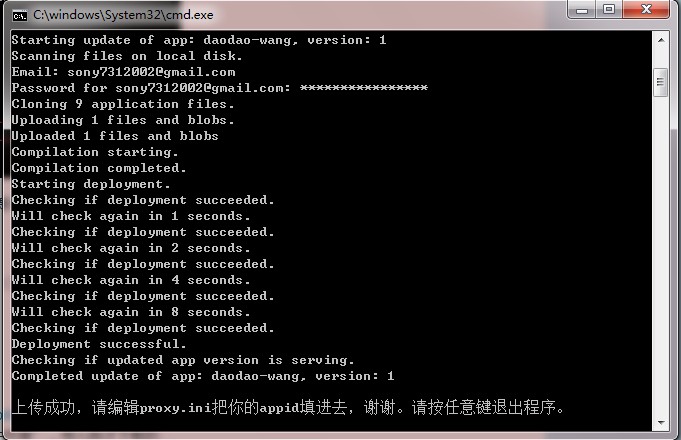 C:\windows\System32\cmd.exe
Starting update of app: daodao-wang, version: 1
Scanning files on local disk.
Email: sony7312002@gmail.com
Password for sony7312002@gmail.com: ****************
Cloning 9 application files.
Uploading 1 files and blobs.
Uploaded 1 files and blobs
Compilation starting.
Compilation completed.
Starting deployment.
Checking if deployment succeeded.
Will check again in 1 seconds.
Checking if deployment succeeded.
Will check again in 2 seconds.
Checking if deployment succeeded.
Will check again in 4 seconds.
Checking if deployment succeeded.
Will check again in 8 seconds.
Checking if deployment succeeded.
Deployment successful.
Checking if updated app version is serving.
Completed update of app: daodao-wang, version: 1
上传成功，请编辑proxy.ini把你的appid填进去，谢谢。请按任意键退出程序。